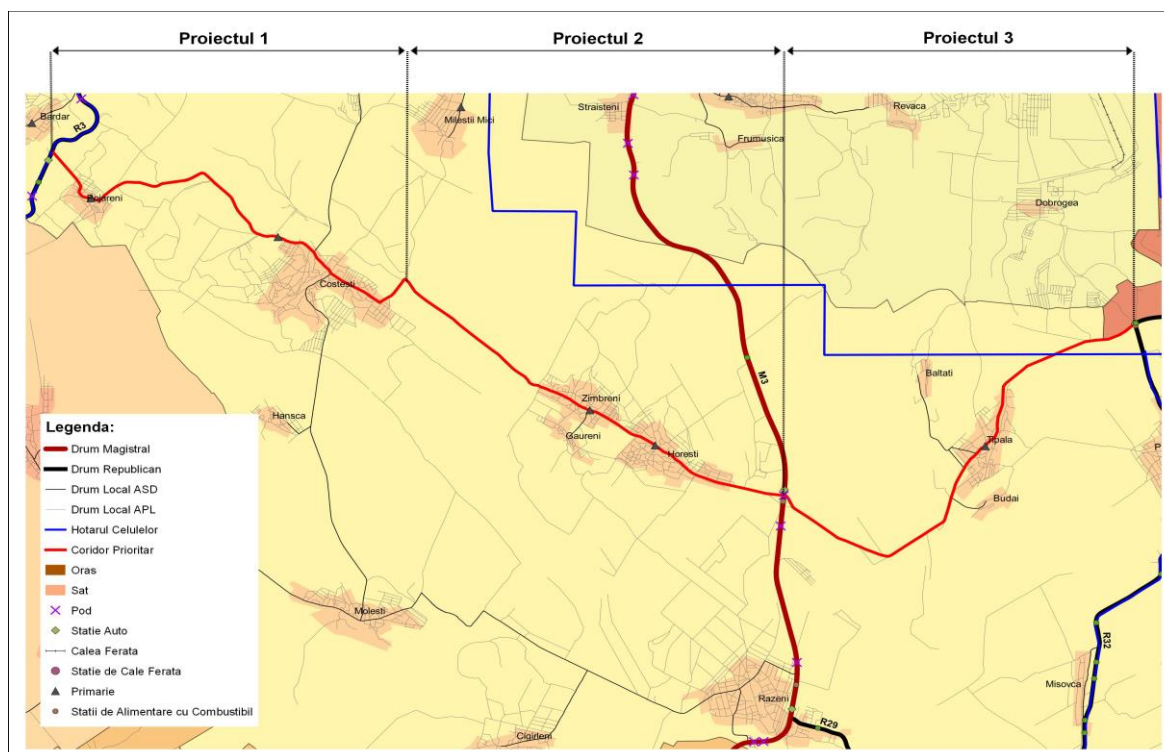 Proiectul 1
Proiectul 2
Proiectul 3
Straisteni
Revaca
Bardar
R3
Milestii Mici
Frumusica
Pojareni
Dobrogea
Costesti
M3
Baltati
Zimbreni
Hansca
Gaureni
Horesti
Tipala
Budai
P
Legenda:
Drum Magistral
Drum Republican
Drum Local ASD
Drum Local APL
Hotarul Celulelor
Coridor Prioritar
Oras
Sat
Pod
Statie Auto
Calea Ferata
Statie de Cale Ferata
Primarie
Statii de Alimentare cu Combustibil
Molesti
R32
Misovca
Razeni
R29